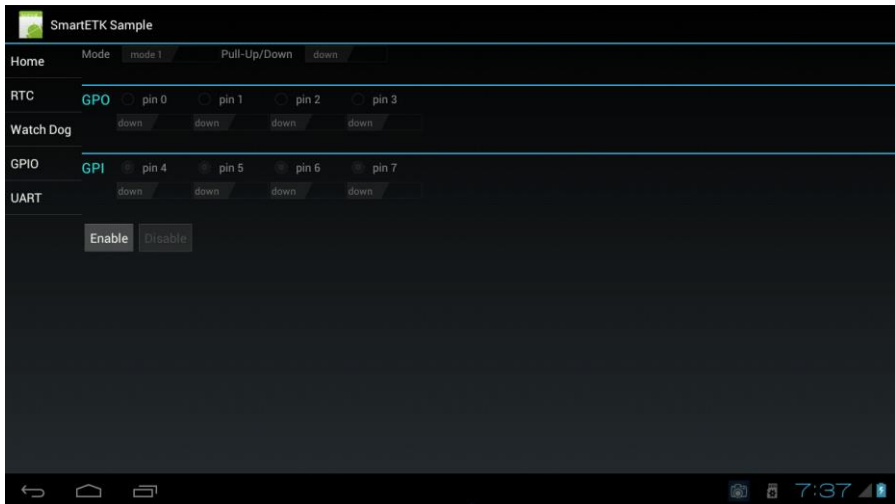 SmartETK Sample
Home
RTC
Watch Dog
GPIO
UART
Mode mode 1 Pull-Up/Down down
GPO pin 0 pin 1 pin 2 pin 3
down down down down
GPI pin 4 pin 5 pin 6 pin 7
down down down down
Enable Disable
7:37